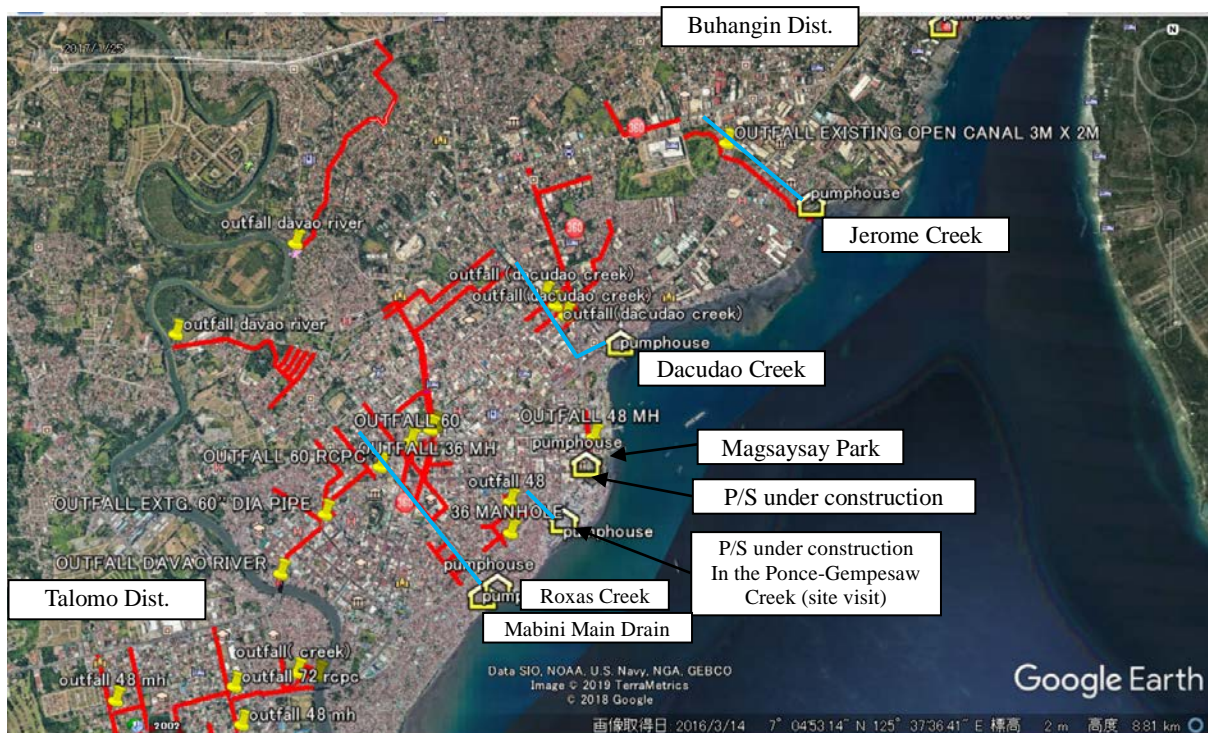 pumphouse
Buhangin Dist.
2017/1/25
N
360
OUTFALL EXISTING OPEN CANAL 3M X 2M
pumphouse
Jerome Creek
outfall davao river
360
outfall (dacudao creek)
outfall(dacudao creek)
outfall(dacudao creek)
outfall davao river
pumphouse
Dacudao Creek
OUTFALL 60
OUTFALL 48 MH
pumphouse
Magsaysay Park
OUTFALL 36 MH
OUTFALL 60 RCPC
P/S under construction
outfall 48
OUTFALL EXTG. 60" DIA PIPE
36 MANHOLE
pumphouse
P/S under construction
In the Ponce-Gempesaw
Creek (site visit)
OUTFALL DAVAO RIVER
pumphouse
Talomo Dist.
Roxas Creek
Mabini Main Drain
outfall( creek)
outfall 72 rcpc
outfall 48 mh
outfall 48 mh
2002
Data SIO, NOAA, U.S. Navy, NGA, GEBCO
Image © 2019 TerraMetrics
© 2018 Google
Google Earth
画像取得日: 2016/3/14 7° 04'53.14" N 125° 37'36.41" E 標高 2 m 高度 8.81 km